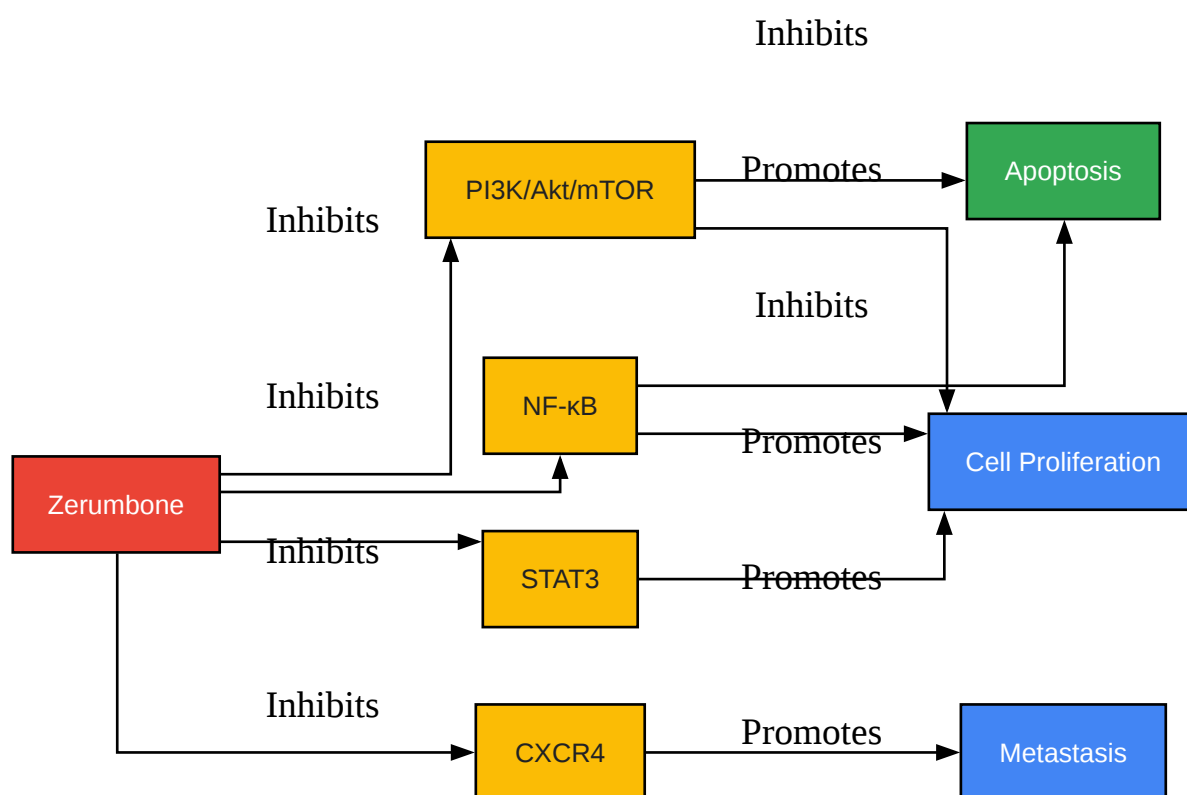 Inhibits
PI3K/Akt/mTOR
Promotes
Apoptosis
Inhibits
Inhibits
Inhibits
NF-κB
Promotes
Cell Proliferation
Zerumbone
Inhibits
STAT3
Promotes
Inhibits
CXCR4
Promotes
Metastasis